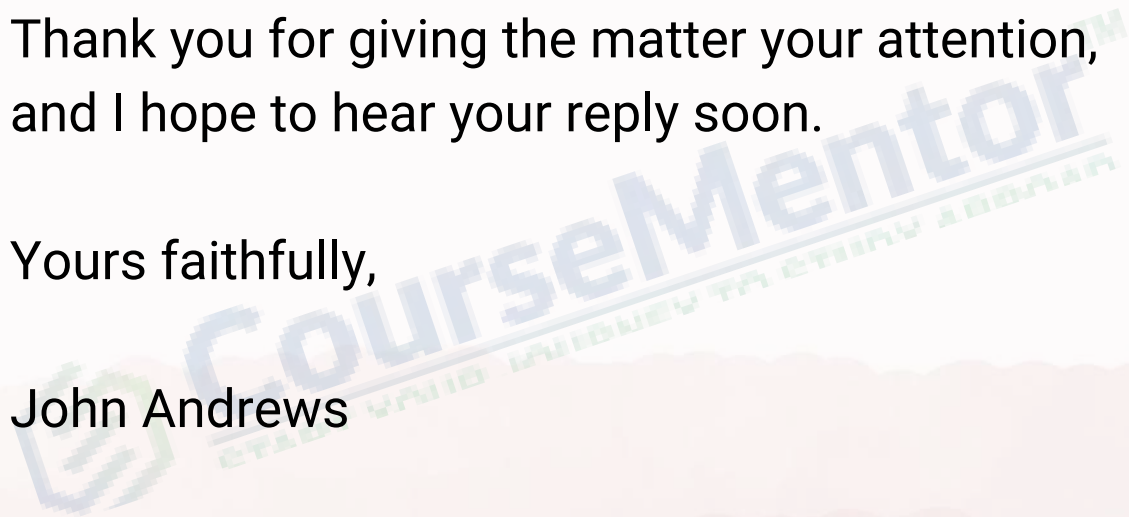 Thank you for giving the matter your attention,
and I hope to hear your reply soon.
Yours faithfully,
John Andrews
CourseMentor